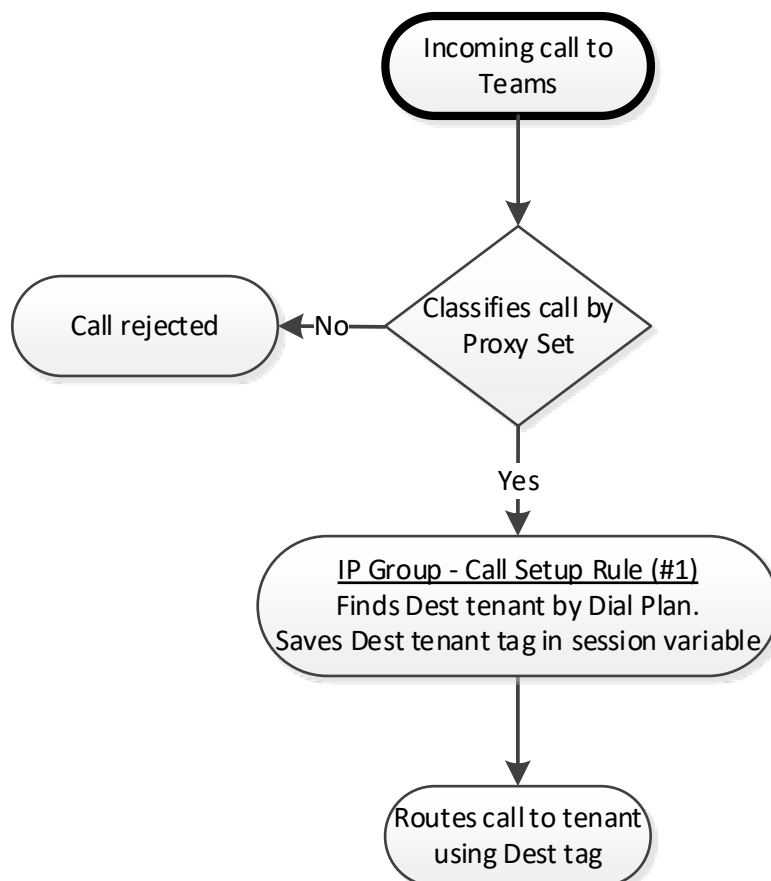 Incoming call to
Teams
Classifies call by
Proxy Set
No
Call rejected
Yes
IP Group - Call Setup Rule (#1)
Finds Dest tenant by Dial Plan.
Saves Dest tenant tag in session variable
Routes call to tenant
using Dest tag